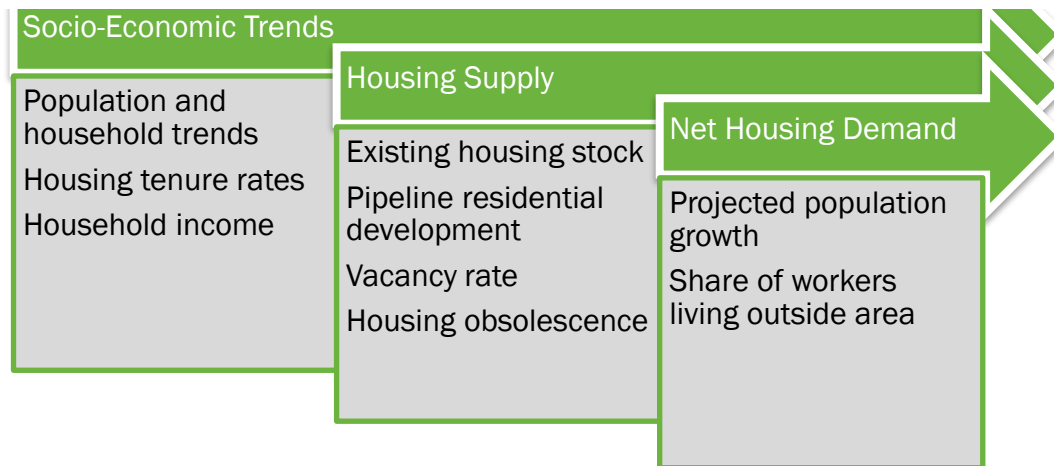 Socio-Economic Trends
Population and
household trends
Housing tenure rates
Household income
Housing Supply
Existing housing stock
Pipeline residential
development
Vacancy rate
Housing obsolescence
Net Housing Demand
Projected population
growth
Share of workers
living outside area